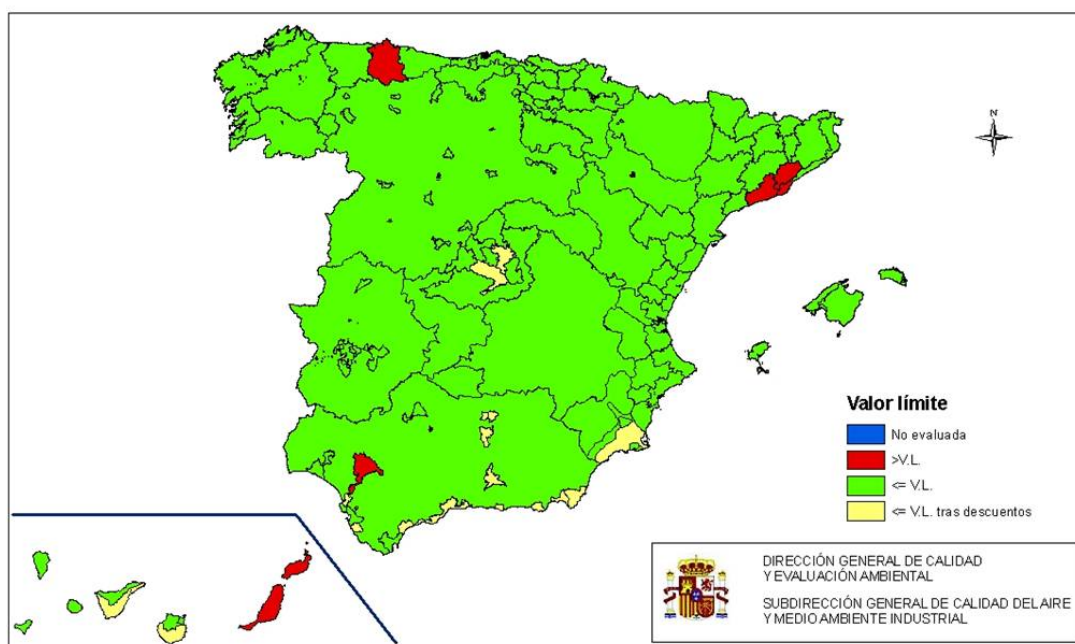 N
Valor límite
No evaluada
>V.L.
<= V.L.
<= V.L. tras descuentos
DIRECCIÓN GENERAL DE CALIDAD
Y EVALUACIÓN AMBIENTAL
SUBDIRECCIÓN GENERAL DE CALIDAD DEL AIRE
Y MEDIO AMBIENTE INDUSTRIAL